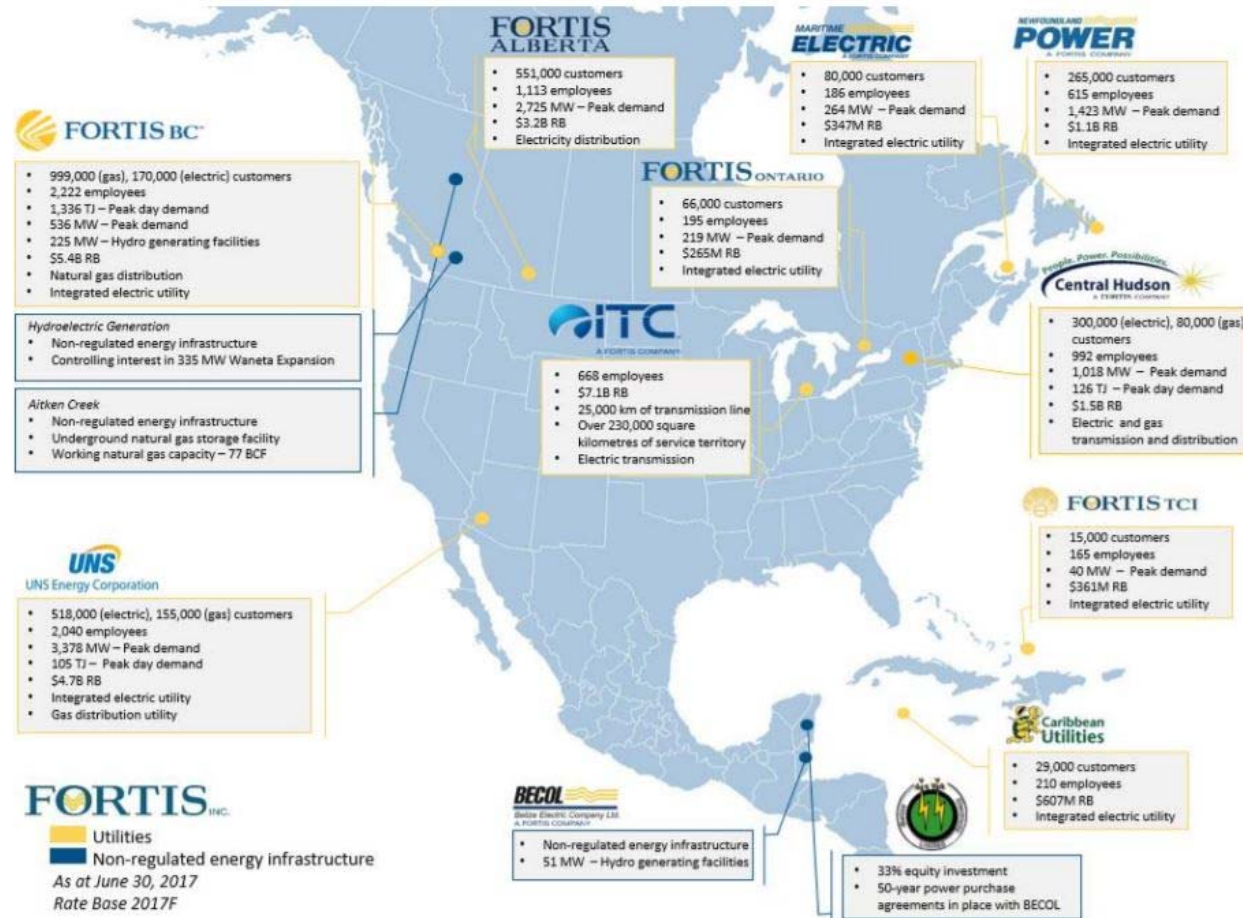 FORTIS
ALBERTA
• 551,000 customers
• 1,113 employees
• 2,725 MW – Peak demand
• $3.2B RB
• Electricity distribution
MARITIME
ELECTRIC
A FORTIS COMPANY
• 80,000 customers
• 186 employees
• 264 MW – Peak demand
• $347M RB
• Integrated electric utility
NEWFOUNDLAND
POWER
A FORTIS COMPANY
• 265,000 customers
• 615 employees
• 1,423 MW – Peak demand
• $1.1B RB
• Integrated electric utility
FORTIS BC
• 999,000 (gas), 170,000 (electric) customers
• 2,222 employees
• 1,336 TJ – Peak day demand
• 536 MW – Peak demand
• 225 MW – Hydro generating facilities
• $5.4B RB
• Natural gas distribution
• Integrated electric utility
Hydroelectric Generation
• Non-regulated energy infrastructure
• Controlling interest in 335 MW Waneta Expansion
Aitken Creek
• Non-regulated energy infrastructure
• Underground natural gas storage facility
• Working natural gas capacity – 77 BCF
FORTIS ONTARIO
• 66,000 customers
• 195 employees
• 219 MW – Peak demand
• $265M RB
• Integrated electric utility
ITC
A FORTIS COMPANY
• 668 employees
• $7.1B RB
• 25,000 km of transmission line
• Over 230,000 square
kilometres of service territory
• Electric transmission
People. Power. Possibilities.
Central Hudson
A FORTIS COMPANY
• 300,000 (electric), 80,000 (gas)
customers
• 992 employees
• 1,018 MW – Peak demand
• 126 TJ – Peak day demand
• $1.5B RB
• Electric and gas
transmission and distribution
FORTIS TCI
• 15,000 customers
• 165 employees
• 40 MW – Peak demand
• $361M RB
• Integrated electric utility
UNS
UNS Energy Corporation
• 518,000 (electric), 155,000 (gas) customers
• 2,040 employees
• 3,378 MW – Peak demand
• 105 TJ – Peak day demand
• $4.7B RB
• Integrated electric utility
• Gas distribution utility
Caribbean
Utilities
• 29,000 customers
• 210 employees
• $607M RB
• Integrated electric utility
BECOL
Belize Electric Company Ltd.
A FORTIS COMPANY
• Non-regulated energy infrastructure
• 51 MW – Hydro generating facilities
• 33% equity investment
• 50-year power purchase
agreements in place with BECOL
FORTIS INC.
Utilities
Non-regulated energy infrastructure
As at June 30, 2017
Rate Base 2017F